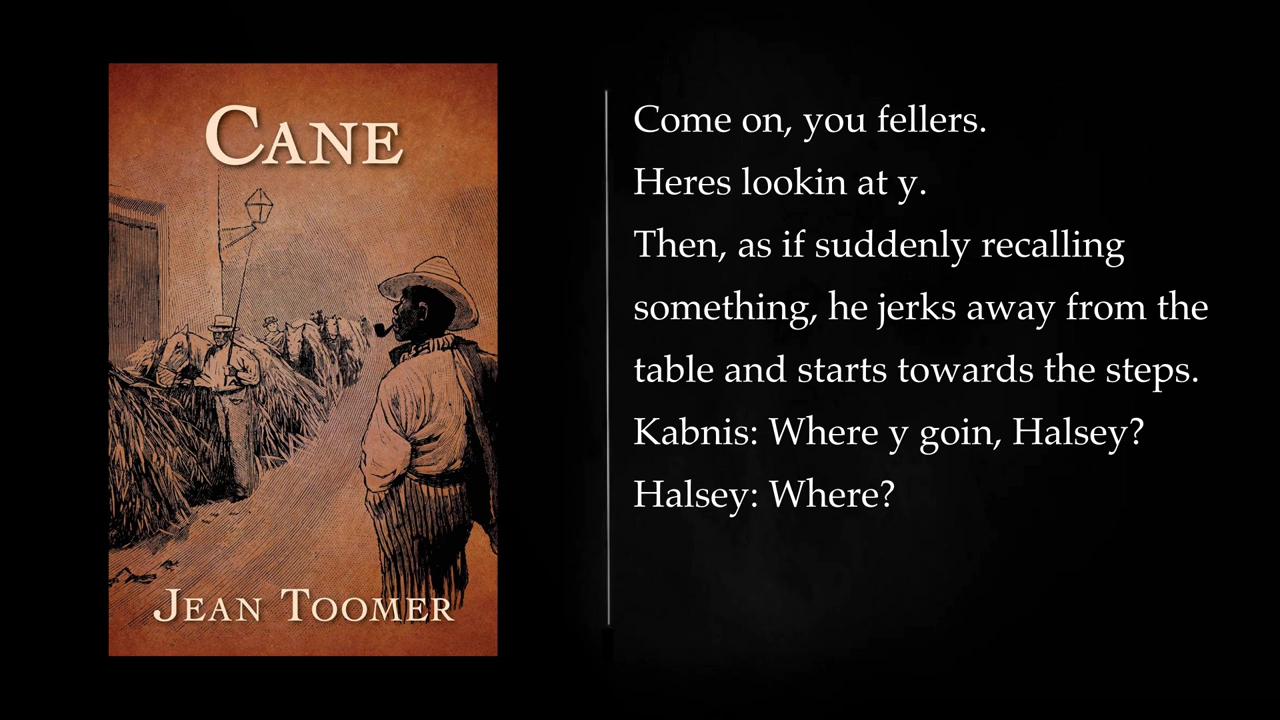 CANE
JEAN TOOMER
Come on, you fellers.
Heres lookin at y.
Then, as if suddenly recalling
something, he jerks away from the
table and starts towards the steps.
Kabnis: Where y goin, Halsey?
Halsey: Where?